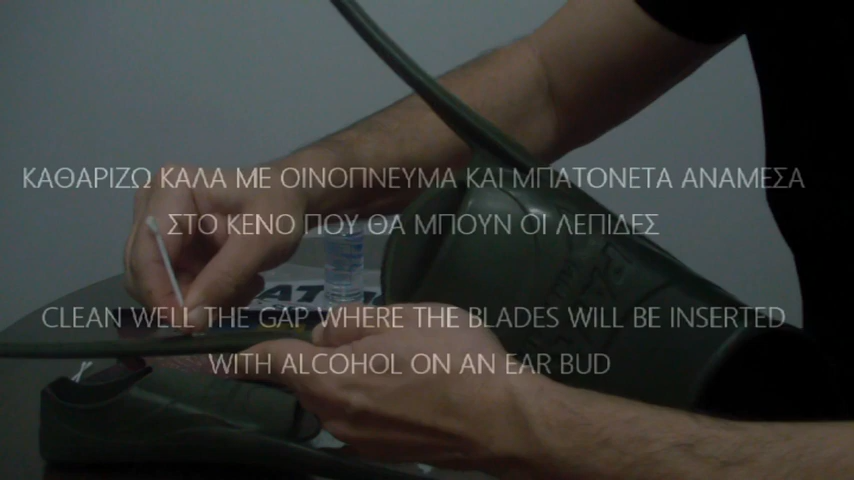 ΚΑΘΑΡΙΖΩ ΚΑΛΑ ΜΕ ΟΙΝΟΠΝΕΥΜΑ ΚΑΙ ΜΠΑΤΟΝΕΤΑ ΑΝΑΜΕΣΑ
ΣΤΟ ΚΕΝΟ ΠΟΥ ΘΑ ΜΠΟΥΝ ΟΙ ΛΕΠΙΔΕΣ
CLEAN WELL THE GAP WHERE THE BLADES WILL BE INSERTED
WITH ALCOHOL ON AN EAR BUD